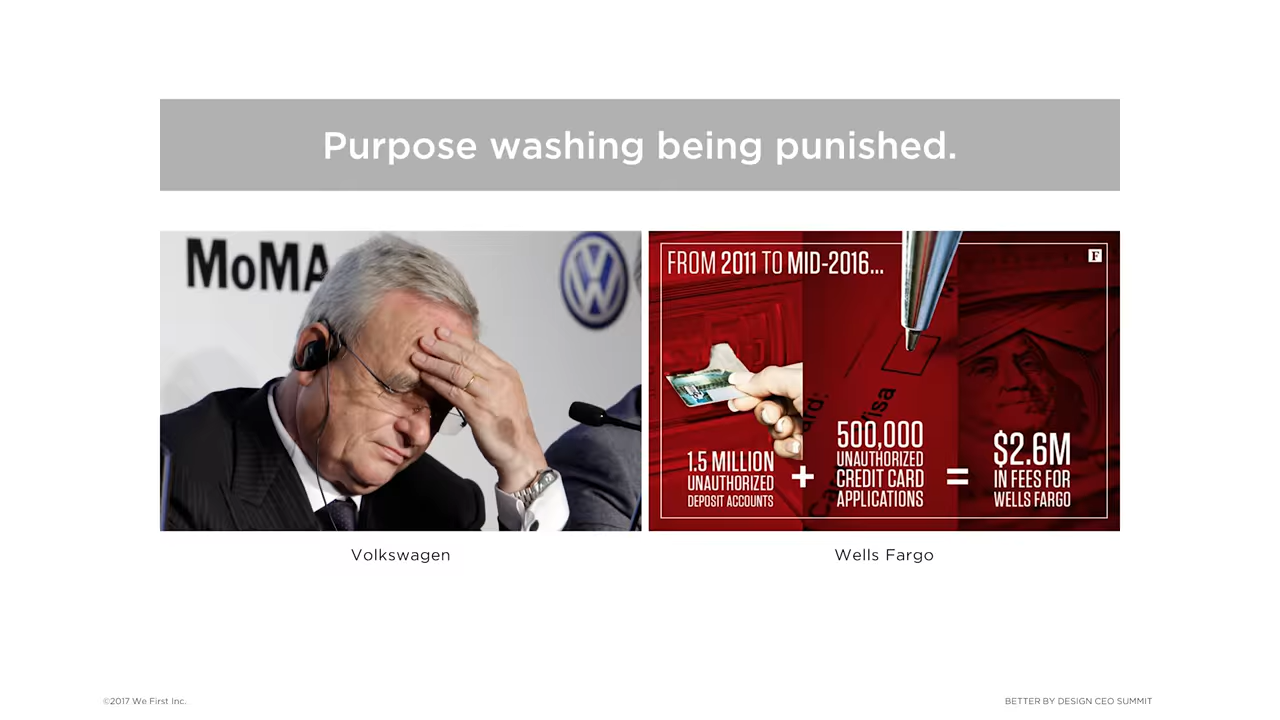 Purpose washing being punished.
MoMA
VW
FROM 2011 TO MID-2016...
F
Visa
1.5 MILLION
UNAUTHORIZED
DEPOSIT ACCOUNTS
+
500,000
UNAUTHORIZED
CREDIT CARD
APPLICATIONS
=
$2.6M
IN FEES FOR
WELLS FARGO
Volkswagen
Wells Fargo
©2017 We First Inc.
BETTER BY DESIGN CEO SUMMIT